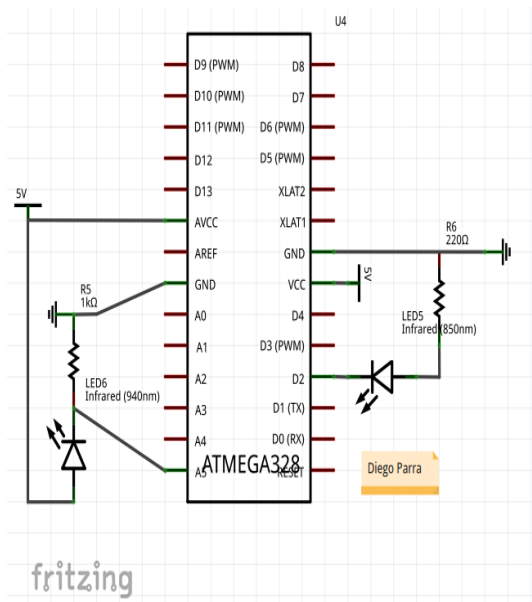 U4
D9 (PWM)
D8
D10 (PWM)
D7
D11 (PWM)
D6 (PWM)
D12
D5 (PWM)
D13
XLAT2
5V
AVCC
XLAT1
R6
220Ω
AREF
GND
GND
VCC
5V
R5
1kΩ
A0
D4
LED5
Infrared (850nm)
A1
D3 (PWM)
A2
D2
LED6
Infrared (940nm)
A3
D1 (TX)
A4
D0 (RX)
A5
ATMEGA328
RESET
Diego Parra
fritzing